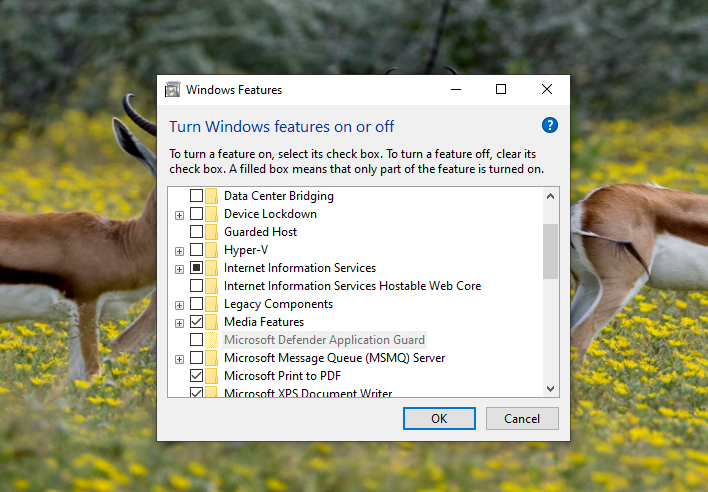 Windows Features
Turn Windows features on or off
To turn a feature on, select its check box. To turn a feature off, clear its
check box. A filled box means that only part of the feature is turned on.
Data Center Bridging
Device Lockdown
Guarded Host
Hyper-V
Internet Information Services
Internet Information Services Hostable Web Core
Legacy Components
Media Features
Microsoft Defender Application Guard
Microsoft Message Queue (MSMQ) Server
Microsoft Print to PDF
Microsoft XPS Document Writer
OK
Cancel